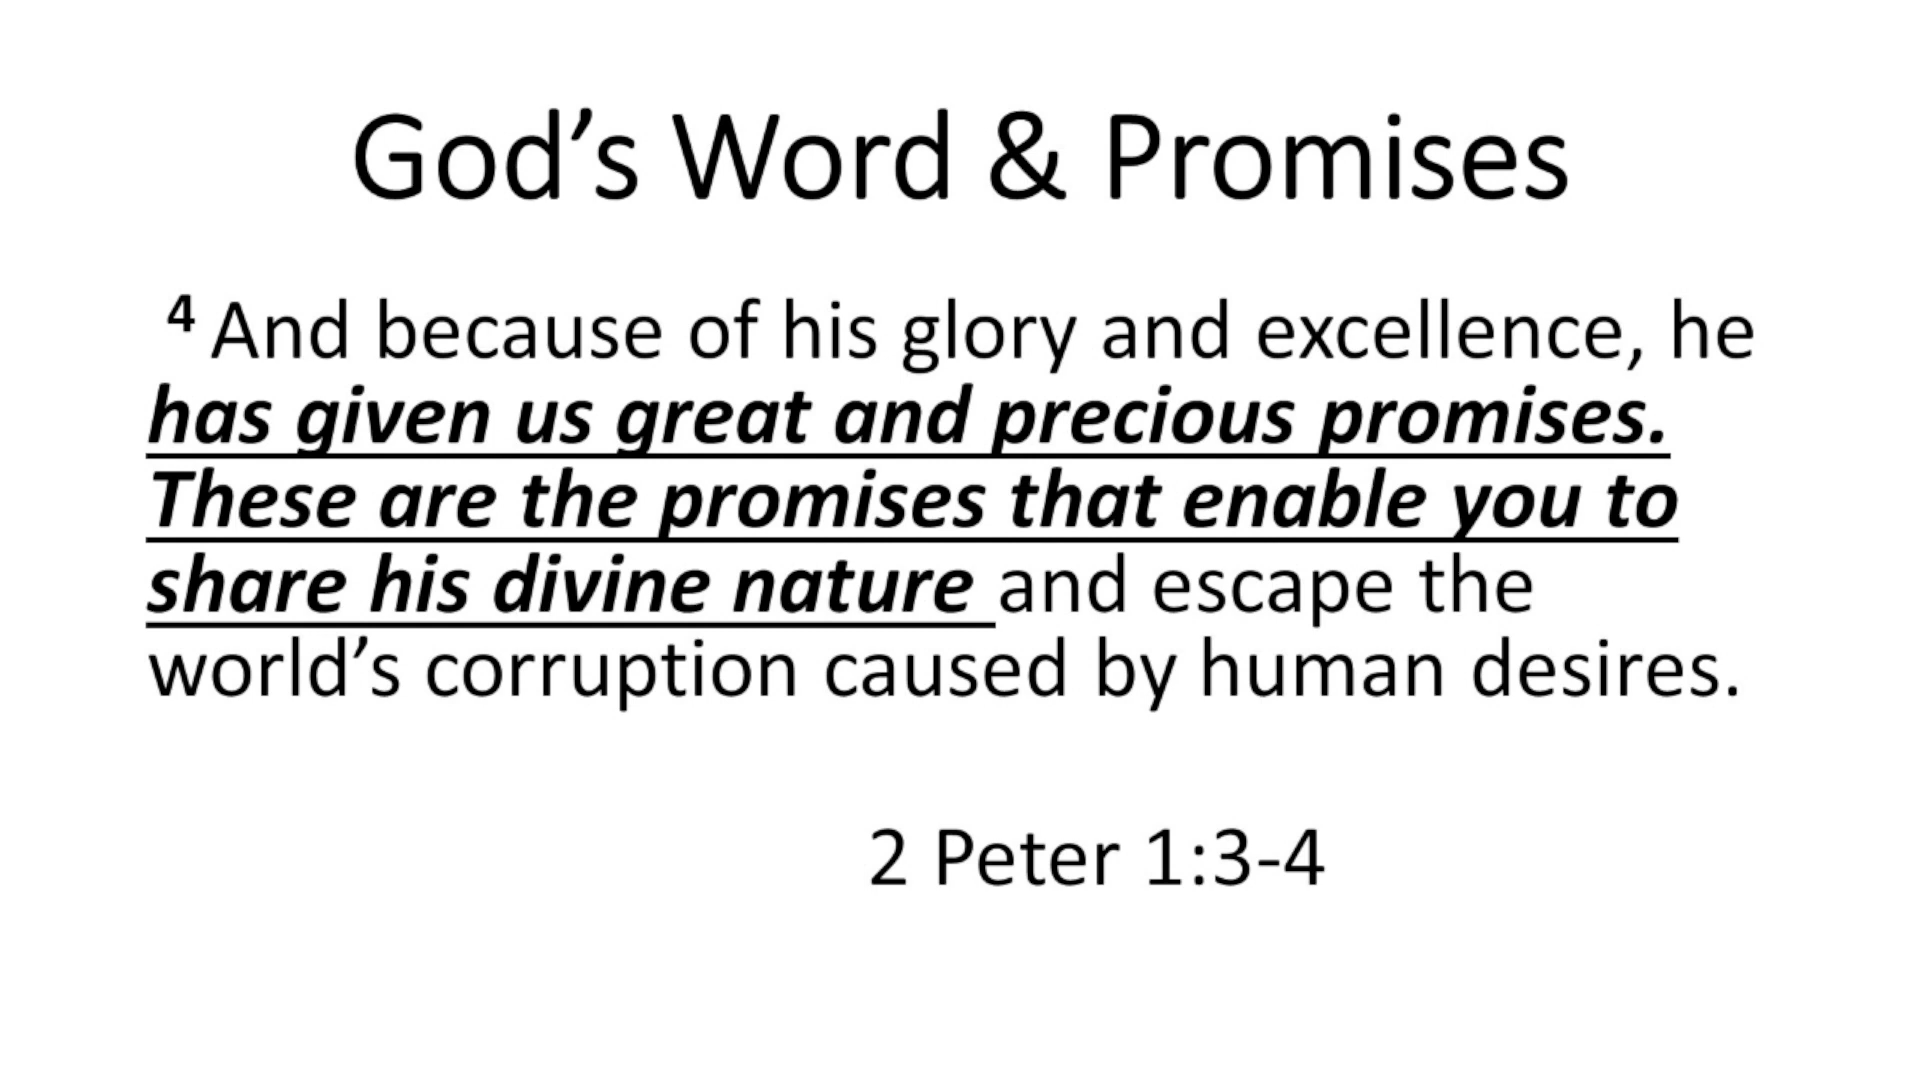 God’s Word & Promises
⁴ And because of his glory and excellence, he
has given us great and precious promises.
These are the promises that enable you to
share his divine nature and escape the
world’s corruption caused by human desires.
2 Peter 1:3-4